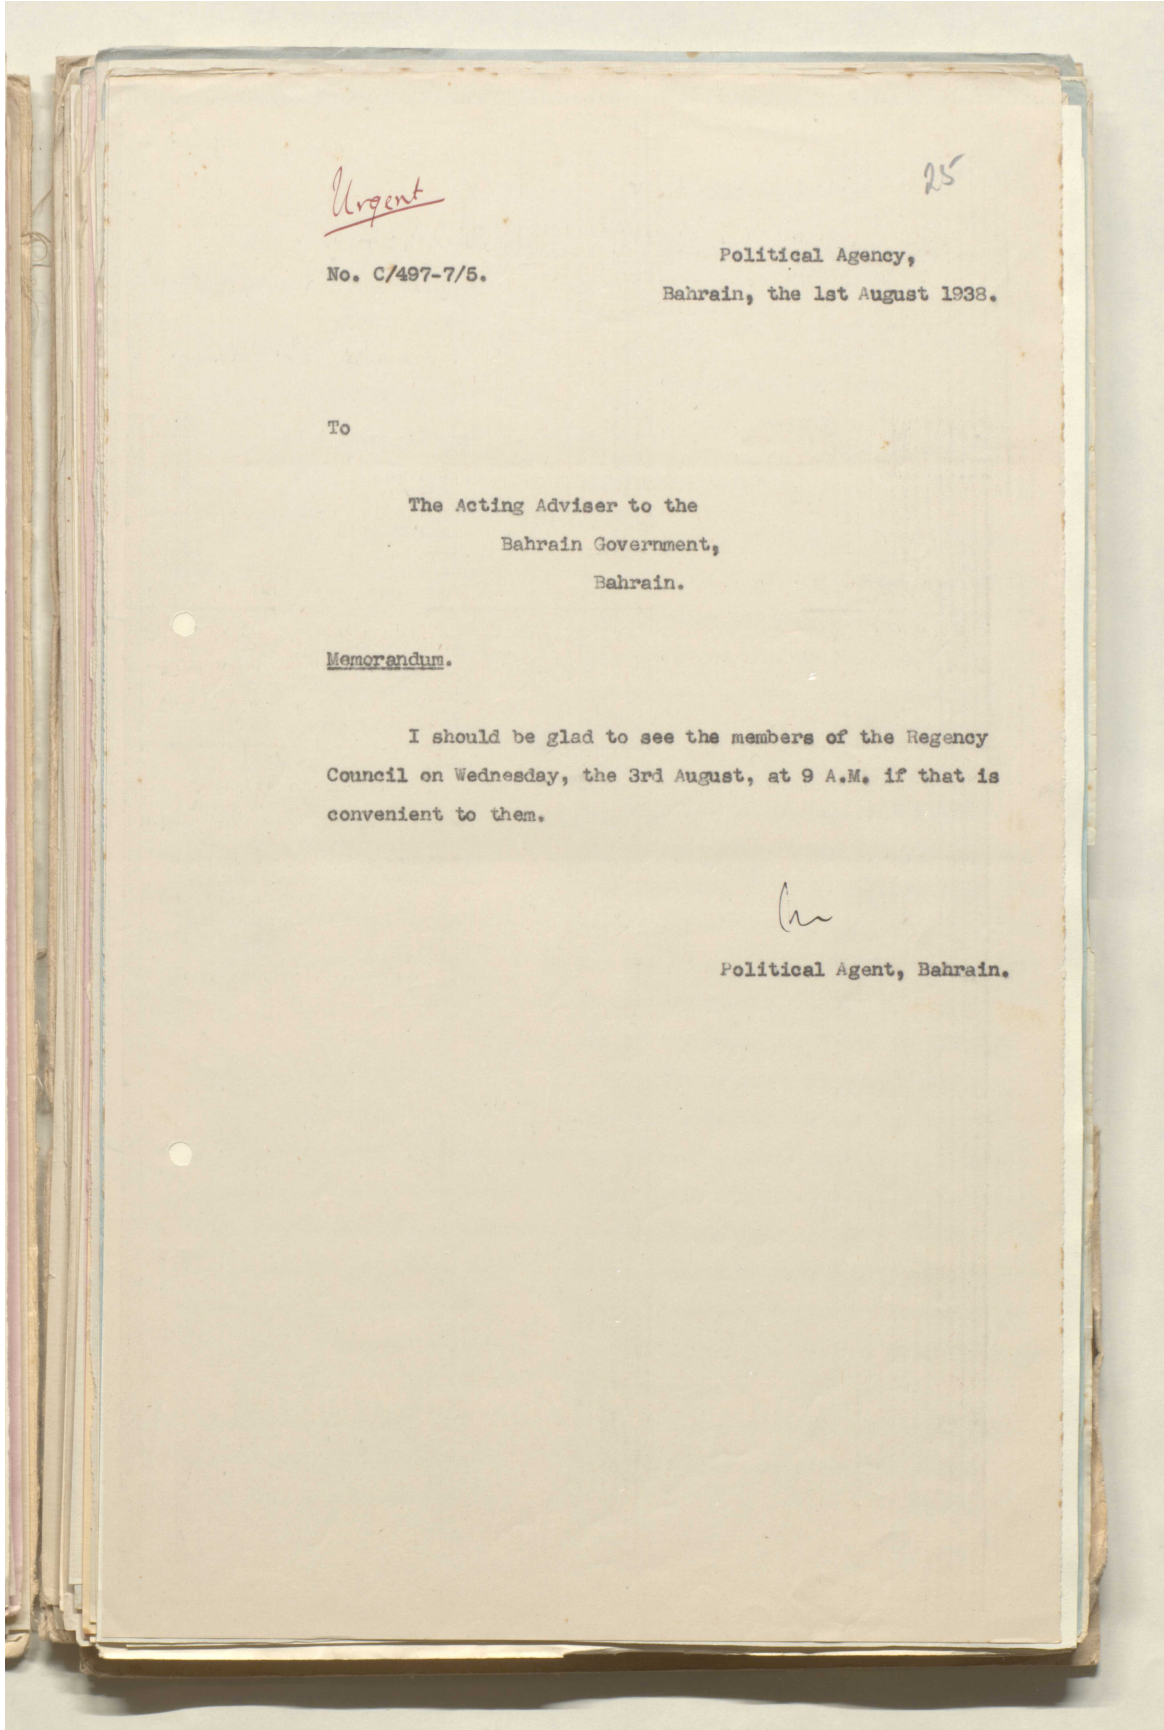 25
Urgent
Political Agency,
No. C/497-7/5.
Bahrain, the 1st August 1938.
To
The Acting Adviser to the
Bahrain Government,
Bahrain.
Memorandum.
I should be glad to see the members of the Regency
Council on Wednesday, the 3rd August, at 9 A.M. if that is
convenient to them.
Political Agent, Bahrain.